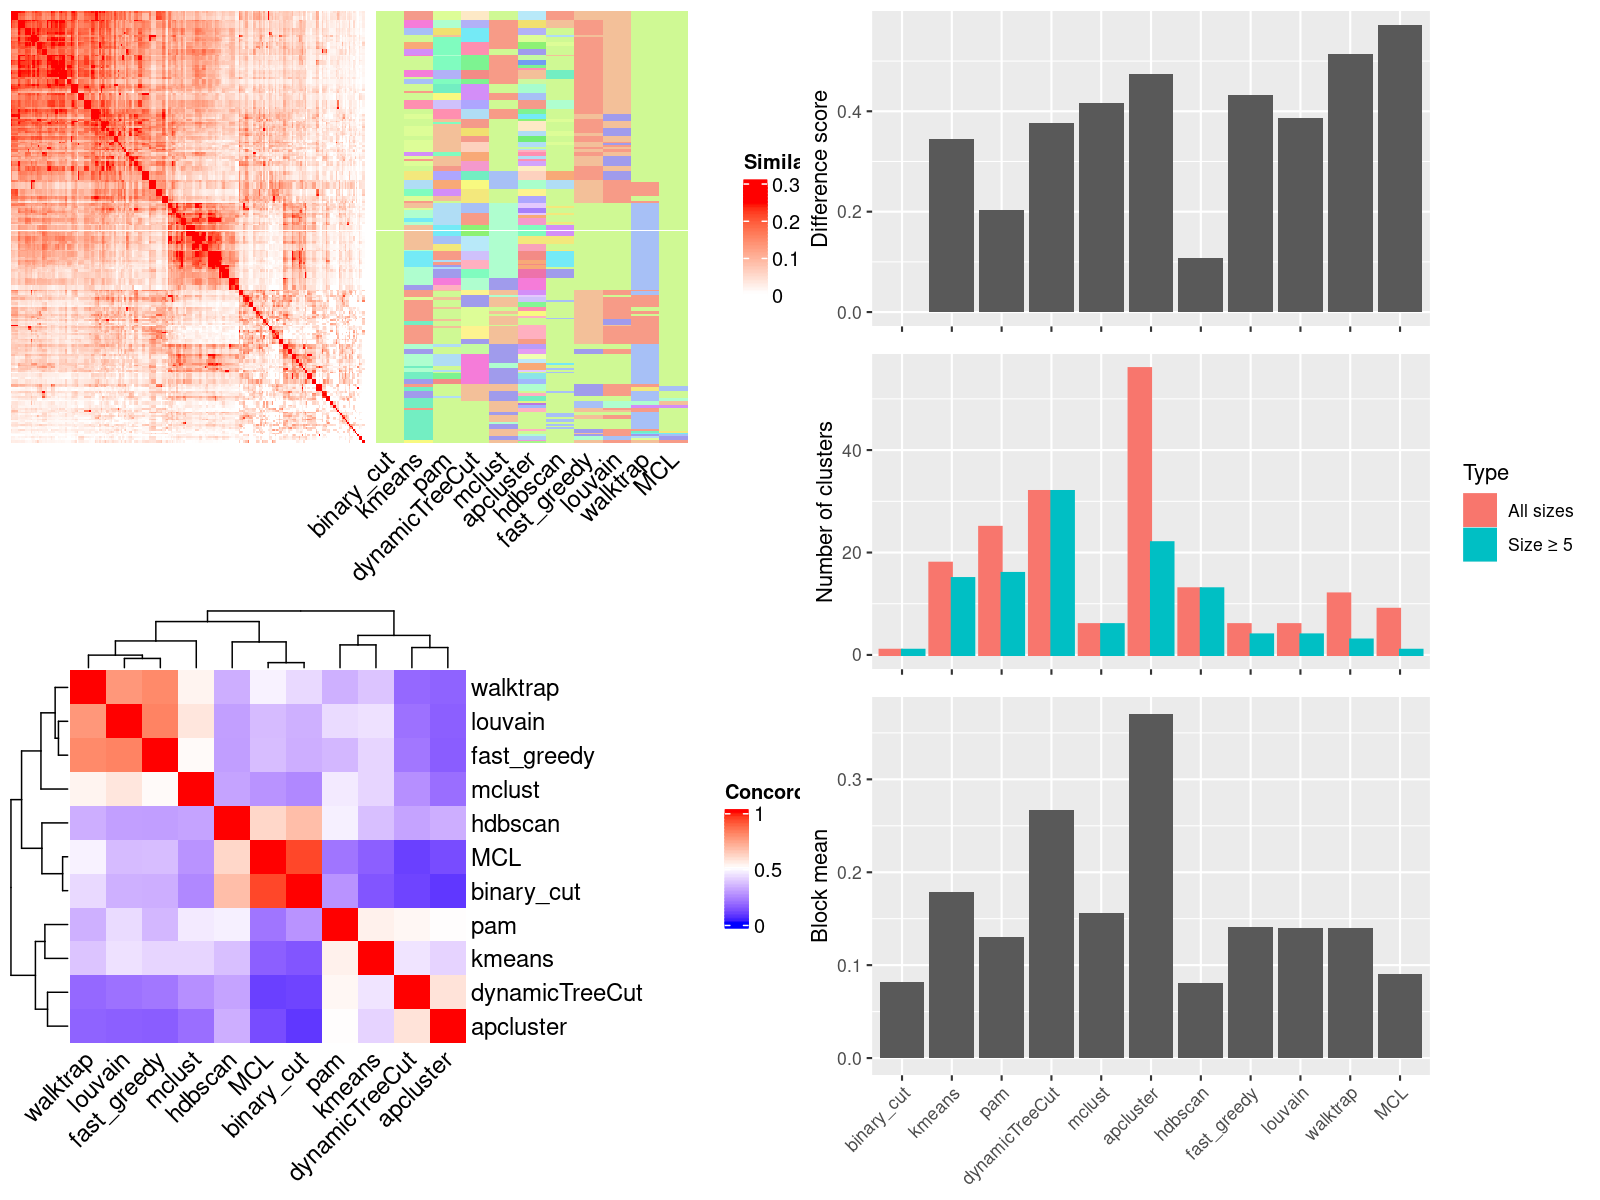 Simila
0.3
0.2
0.1
0
binary_cut
kmeans
pam
dynamicTreeCut
mclust
apcluster
hdbscan
fast_greedy
louvain
walktrap
MCL
walktrap
louvain
fast_greedy
mclust
hdbscan
MCL
binary_cut
pam
kmeans
dynamicTreeCut
apcluster
walktrap
louvain
fast_greedy
mclust
hdbscan
MCL
binary_cut
pam
kmeans
dynamicTreeCut
apcluster
Concord
1
0.5
0
Difference score
0.4
0.2
0.0
Number of clusters
40
20
0
Type
All sizes
Size ≥ 5
Block mean
0.3
0.2
0.1
0.0
binary_cut
kmeans
pam
dynamicTreeCut
mclust
apcluster
hdbscan
fast_greedy
louvain
walktrap
MCL